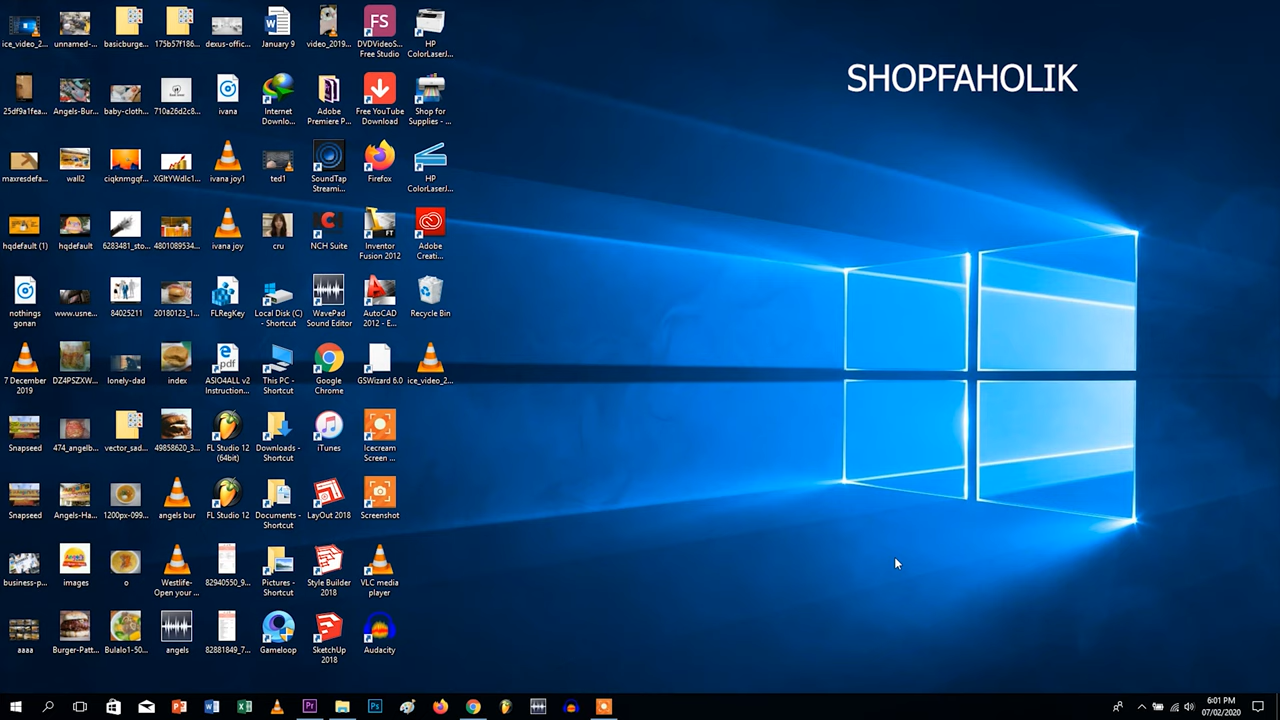 SHOPFAHOLIK
ice_video_2... unnamed-... basicburge... 175b57f186... dexus-offic... January 9 video_2019... DVDVideoS... Free Studio HP ColorLaserJ...
25df9a1fea... Angels-Bur... baby-cloth... 710a26d2c8... ivana Internet Downlo... Adobe Premiere P... Free YouTube Download Shop for Supplies - ...
maxresdefa... wall2 ciqknmgqf... XGltYWdlc1... ivana joy1 ted1 SoundTap Streami... Firefox HP ColorLaserJ...
hqdefault (1) hqdefault 6283481_sto... 4801089534... ivana joy cru NCH Suite Inventor Fusion 2012 Adobe Creati...
nothings gonan www.usne... 84025211 20180123_1... FLRegKey Local Disk (C) - Shortcut WavePad Sound Editor AutoCAD 2012 - E... Recycle Bin
7 December 2019 DZ4PSZXW... lonely-dad index ASIO4ALL v2 Instruction... This PC - Shortcut Google Chrome GSWizard 6.0 ice_video_2...
Snapseed 474_angelb... vector_sad... 49858620_3... FL Studio 12 (64bit) Downloads - Shortcut iTunes Icecream Screen ...
Snapseed Angels-Ha... 1200px-099... angels bur FL Studio 12 Documents - Shortcut LayOut 2018 Screenshot
business-p... images o Westlife- Open your ... 82940550_9... Pictures - Shortcut Style Builder 2018 VLC media player
aaaa Burger-Patt... Bulalo1-50... angels 82881849_7... Gameloop SketchUp 2018 Audacity
6:01 PM
07/02/2020